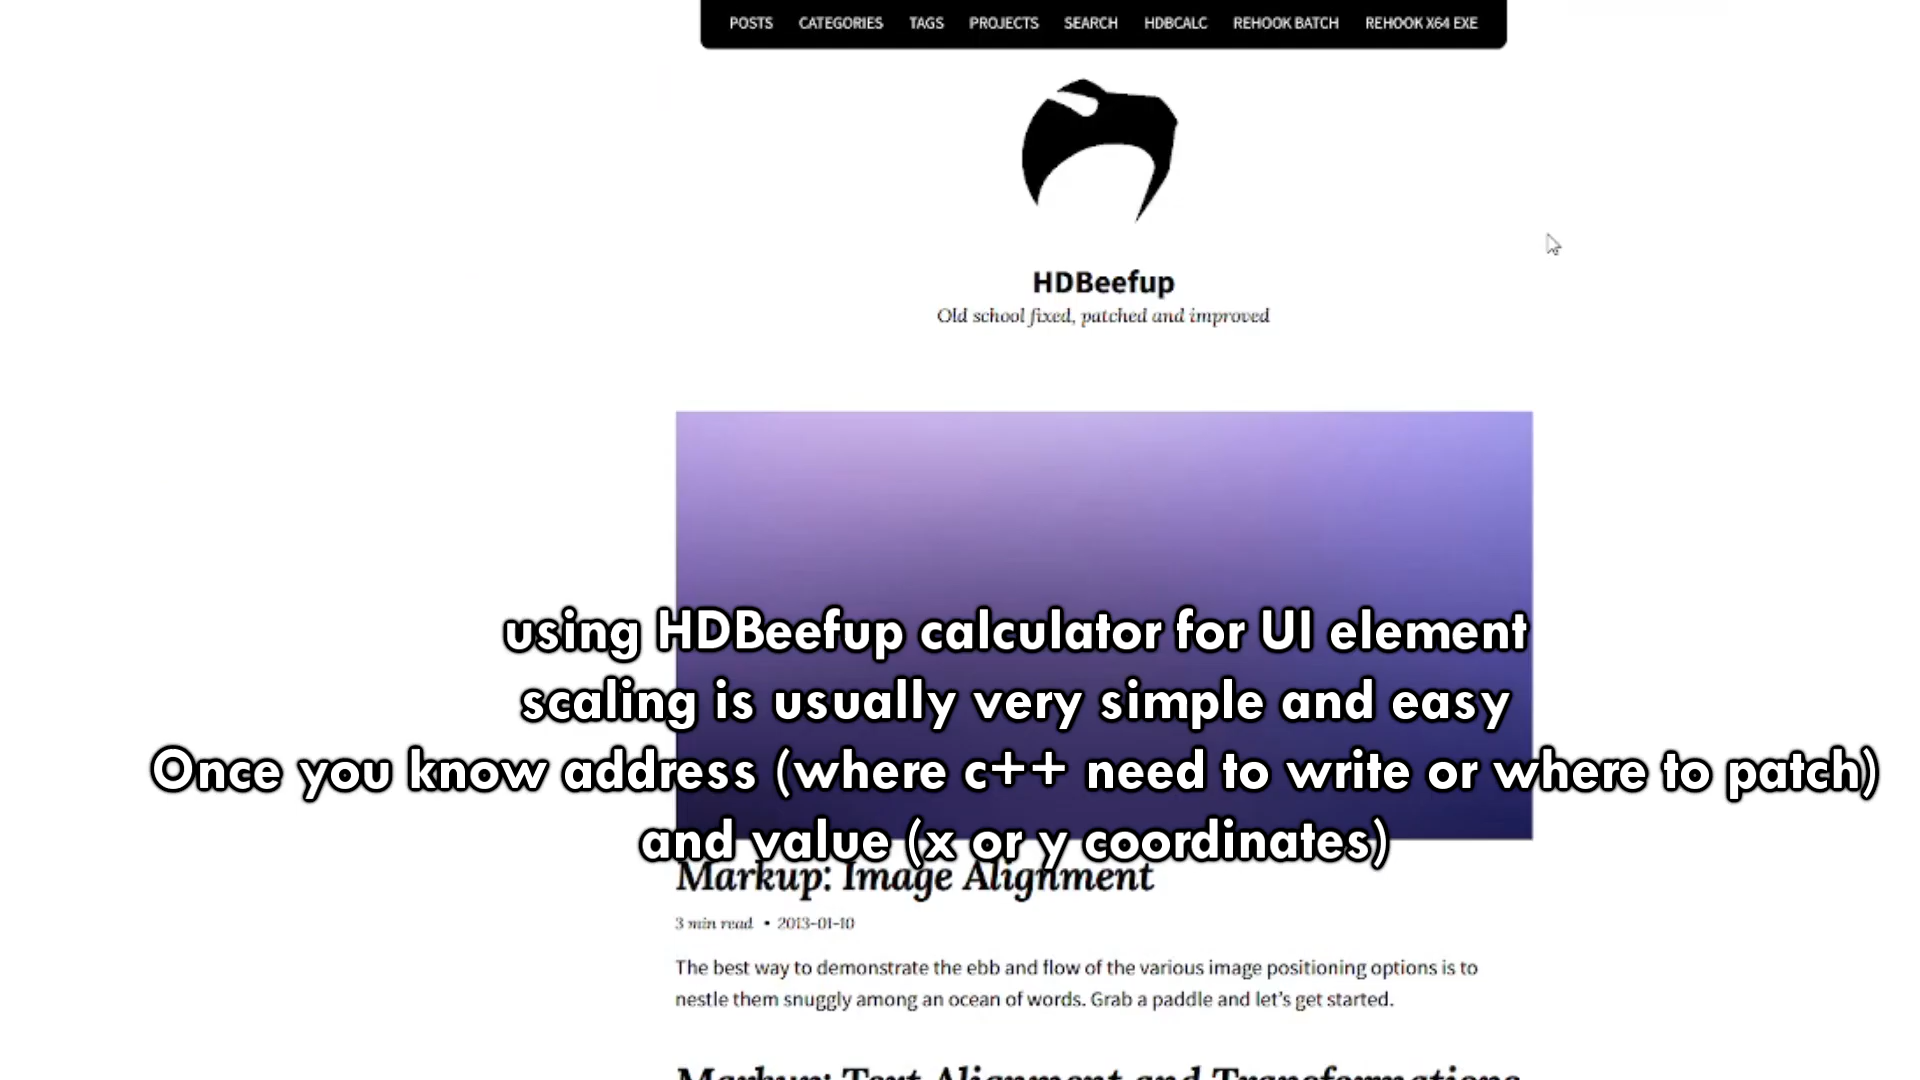 POSTS CATEGORIES TAGS PROJECTS SEARCH HDBCALC REHOOK BATCH REHOOK X64 EXE
HDBeefup
Old school fixed, patched and improved
using HDBeefup calculator for UI element
scaling is usually very simple and easy
Once you know address (where c++ need to write or where to patch)
and value (x or y coordinates)
Markup: Image Alignment
3 min read • 2013-01-10
The best way to demonstrate the ebb and flow of the various image positioning options is to
nestle them snuggly among an ocean of words. Grab a paddle and let's get started.
Markup: Text Alignment and Transformations